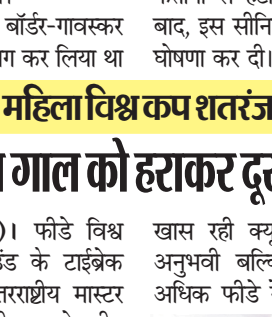 बॉर्डर-गावस्कर
ग कर लिया था
बाद, इस सीनि
घोषणा कर दी।
महिला विश्व कप शतरंज
गाल को हराकर दूस
)। फीडे विश्व
के टाईब्रेक
तरराष्ट्रीय मास्टर
खास रही क्यू
अनुभवी बल्कि
अधिक फीडे